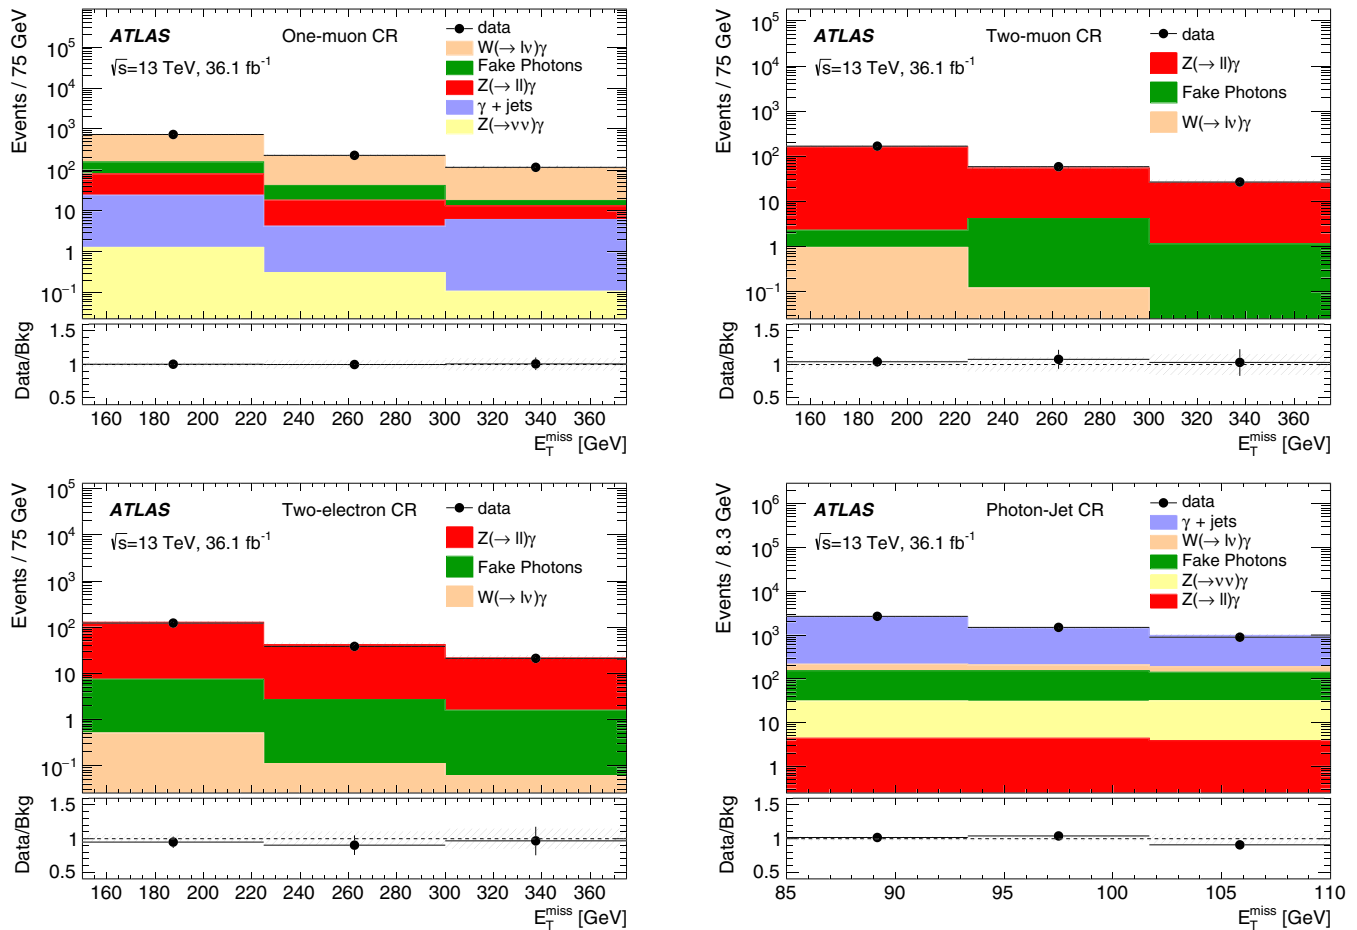 Events / 75 GeV
10⁵
10⁴
10³
10²
10
1
10⁻¹
ATLAS
One-muon CR
√s=13 TeV, 36.1 fb⁻¹
data
W(→ lν)γ
Fake Photons
Z(→ ll)γ
γ + jets
Z(→νν)γ
Data/Bkg
1.5
1
0.5
160 180 200 220 240 260 280 300 320 340 360
E_T^miss [GeV]
Events / 75 GeV
10⁵
10⁴
10³
10²
10
1
10⁻¹
ATLAS
Two-muon CR
√s=13 TeV, 36.1 fb⁻¹
data
Z(→ ll)γ
Fake Photons
W(→ lν)γ
Data/Bkg
1.5
1
0.5
160 180 200 220 240 260 280 300 320 340 360
E_T^miss [GeV]
Events / 75 GeV
10⁵
10⁴
10³
10²
10
1
10⁻¹
ATLAS
Two-electron CR
√s=13 TeV, 36.1 fb⁻¹
data
Z(→ ll)γ
Fake Photons
W(→ lν)γ
Data/Bkg
1.5
1
0.5
160 180 200 220 240 260 280 300 320 340 360
E_T^miss [GeV]
Events / 8.3 GeV
10⁶
10⁵
10⁴
10³
10²
10
1
ATLAS
Photon-Jet CR
√s=13 TeV, 36.1 fb⁻¹
data
γ + jets
W(→ lν)γ
Fake Photons
Z(→νν)γ
Z(→ ll)γ
Data/Bkg
1.5
1
0.5
85 90 95 100 105 110
E_T^miss [GeV]